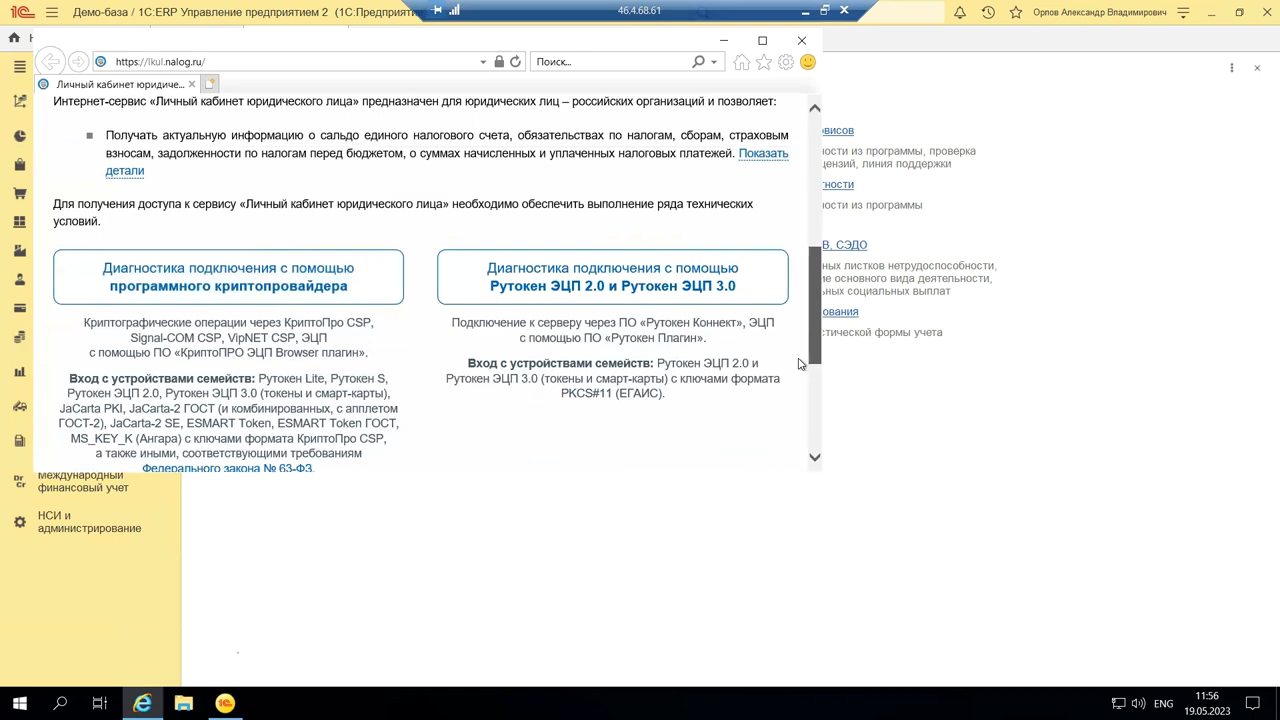 Демо-база / 1C:ERP Управление предприятием 2 (1С:Предприяти
46.4.68.61
Орлов Александр Владимирович
https://lkul.nalog.ru/
Поиск...
Личный кабинет юридиче...
Интернет-сервис «Личный кабинет юридического лица» предназначен для юридических лиц – российских организаций и позволяет:
Получать актуальную информацию о сальдо единого налогового счета, обязательствах по налогам, сборам, страховым
взносам, задолженности по налогам перед бюджетом, о суммах начисленных и уплаченных налоговых платежей. Показать
детали
Для получения доступа к сервису «Личный кабинет юридического лица» необходимо обеспечить выполнение ряда технических
условий.
Диагностика подключения с помощью
программного криптопровайдера
Криптографические операции через КриптоПро CSP,
Signal-COM CSP, VipNET CSP, ЭЦП
с помощью ПО «КриптоПРО ЭЦП Browser плагин».
Вход с устройствами семейств: Рутокен Lite, Рутокен S,
Рутокен ЭЦП 2.0, Рутокен ЭЦП 3.0 (токены и смарт-карты),
JaCarta PKI, JaCarta-2 ГОСТ (и комбинированных, с апплетом
ГОСТ-2), JaCarta-2 SE, ESMART Token, ESMART Token ГОСТ,
MS_KEY_K (Ангара) с ключами формата КриптоПро CSP,
а также иными, соответствующими требованиям
Федерального закона № 63-ФЗ.
Диагностика подключения с помощью
Рутокен ЭЦП 2.0 и Рутокен ЭЦП 3.0
Подключение к серверу через ПО «Рутокен Коннект», ЭЦП
с помощью ПО «Рутокен Плагин».
Вход с устройствами семейств: Рутокен ЭЦП 2.0 и
Рутокен ЭЦП 3.0 (токены и смарт-карты) с ключами формата
PKCS#11 (ЕГАИС).
рвисов
ности из программы, проверка
цензий, линия поддержки
тности
ности из программы
В, СЭДО
ных листков нетрудоспособности,
ие основного вида деятельности,
ьных социальных выплат
ования
стической формы учета
Международный
финансовый учет
НСИ и
администрирование
ENG
11:56
19.05.2023